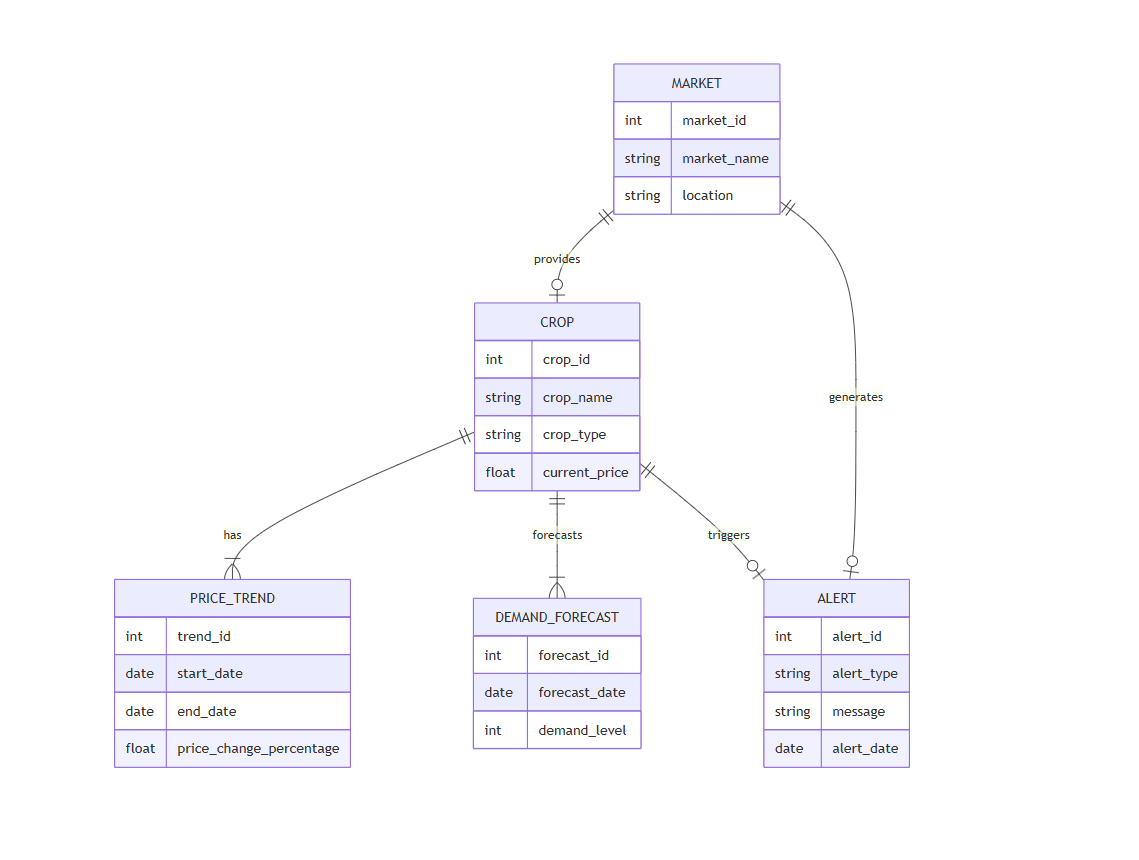 MARKET
int market_id
string market_name
string location
provides
generates
CROP
int crop_id
string crop_name
string crop_type
float current_price
has
forecasts
triggers
PRICE_TREND
int trend_id
date start_date
date end_date
float price_change_percentage
DEMAND_FORECAST
int forecast_id
date forecast_date
int demand_level
ALERT
int alert_id
string alert_type
string message
date alert_date